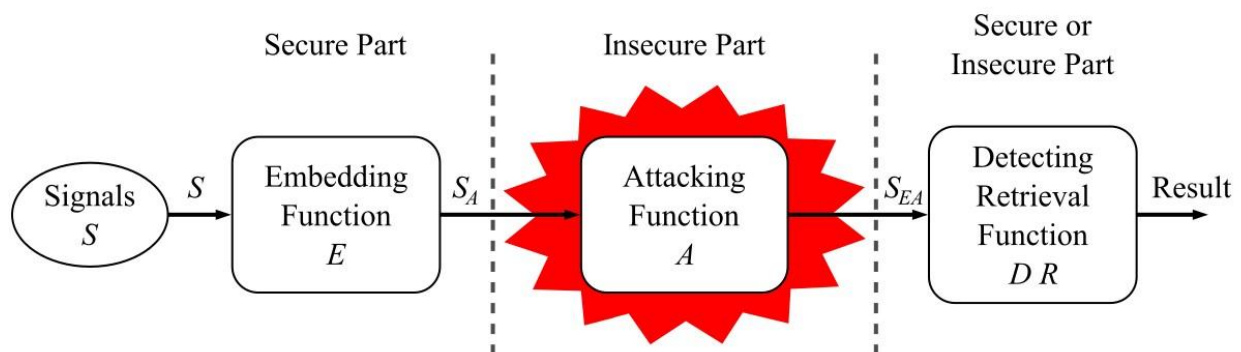 Secure Part
Insecure Part
Secure or
Insecure Part
Signals
S
S
Embedding
Function
E
S_A
Attacking
Function
A
S_EA
Detecting
Retrieval
Function
D R
Result